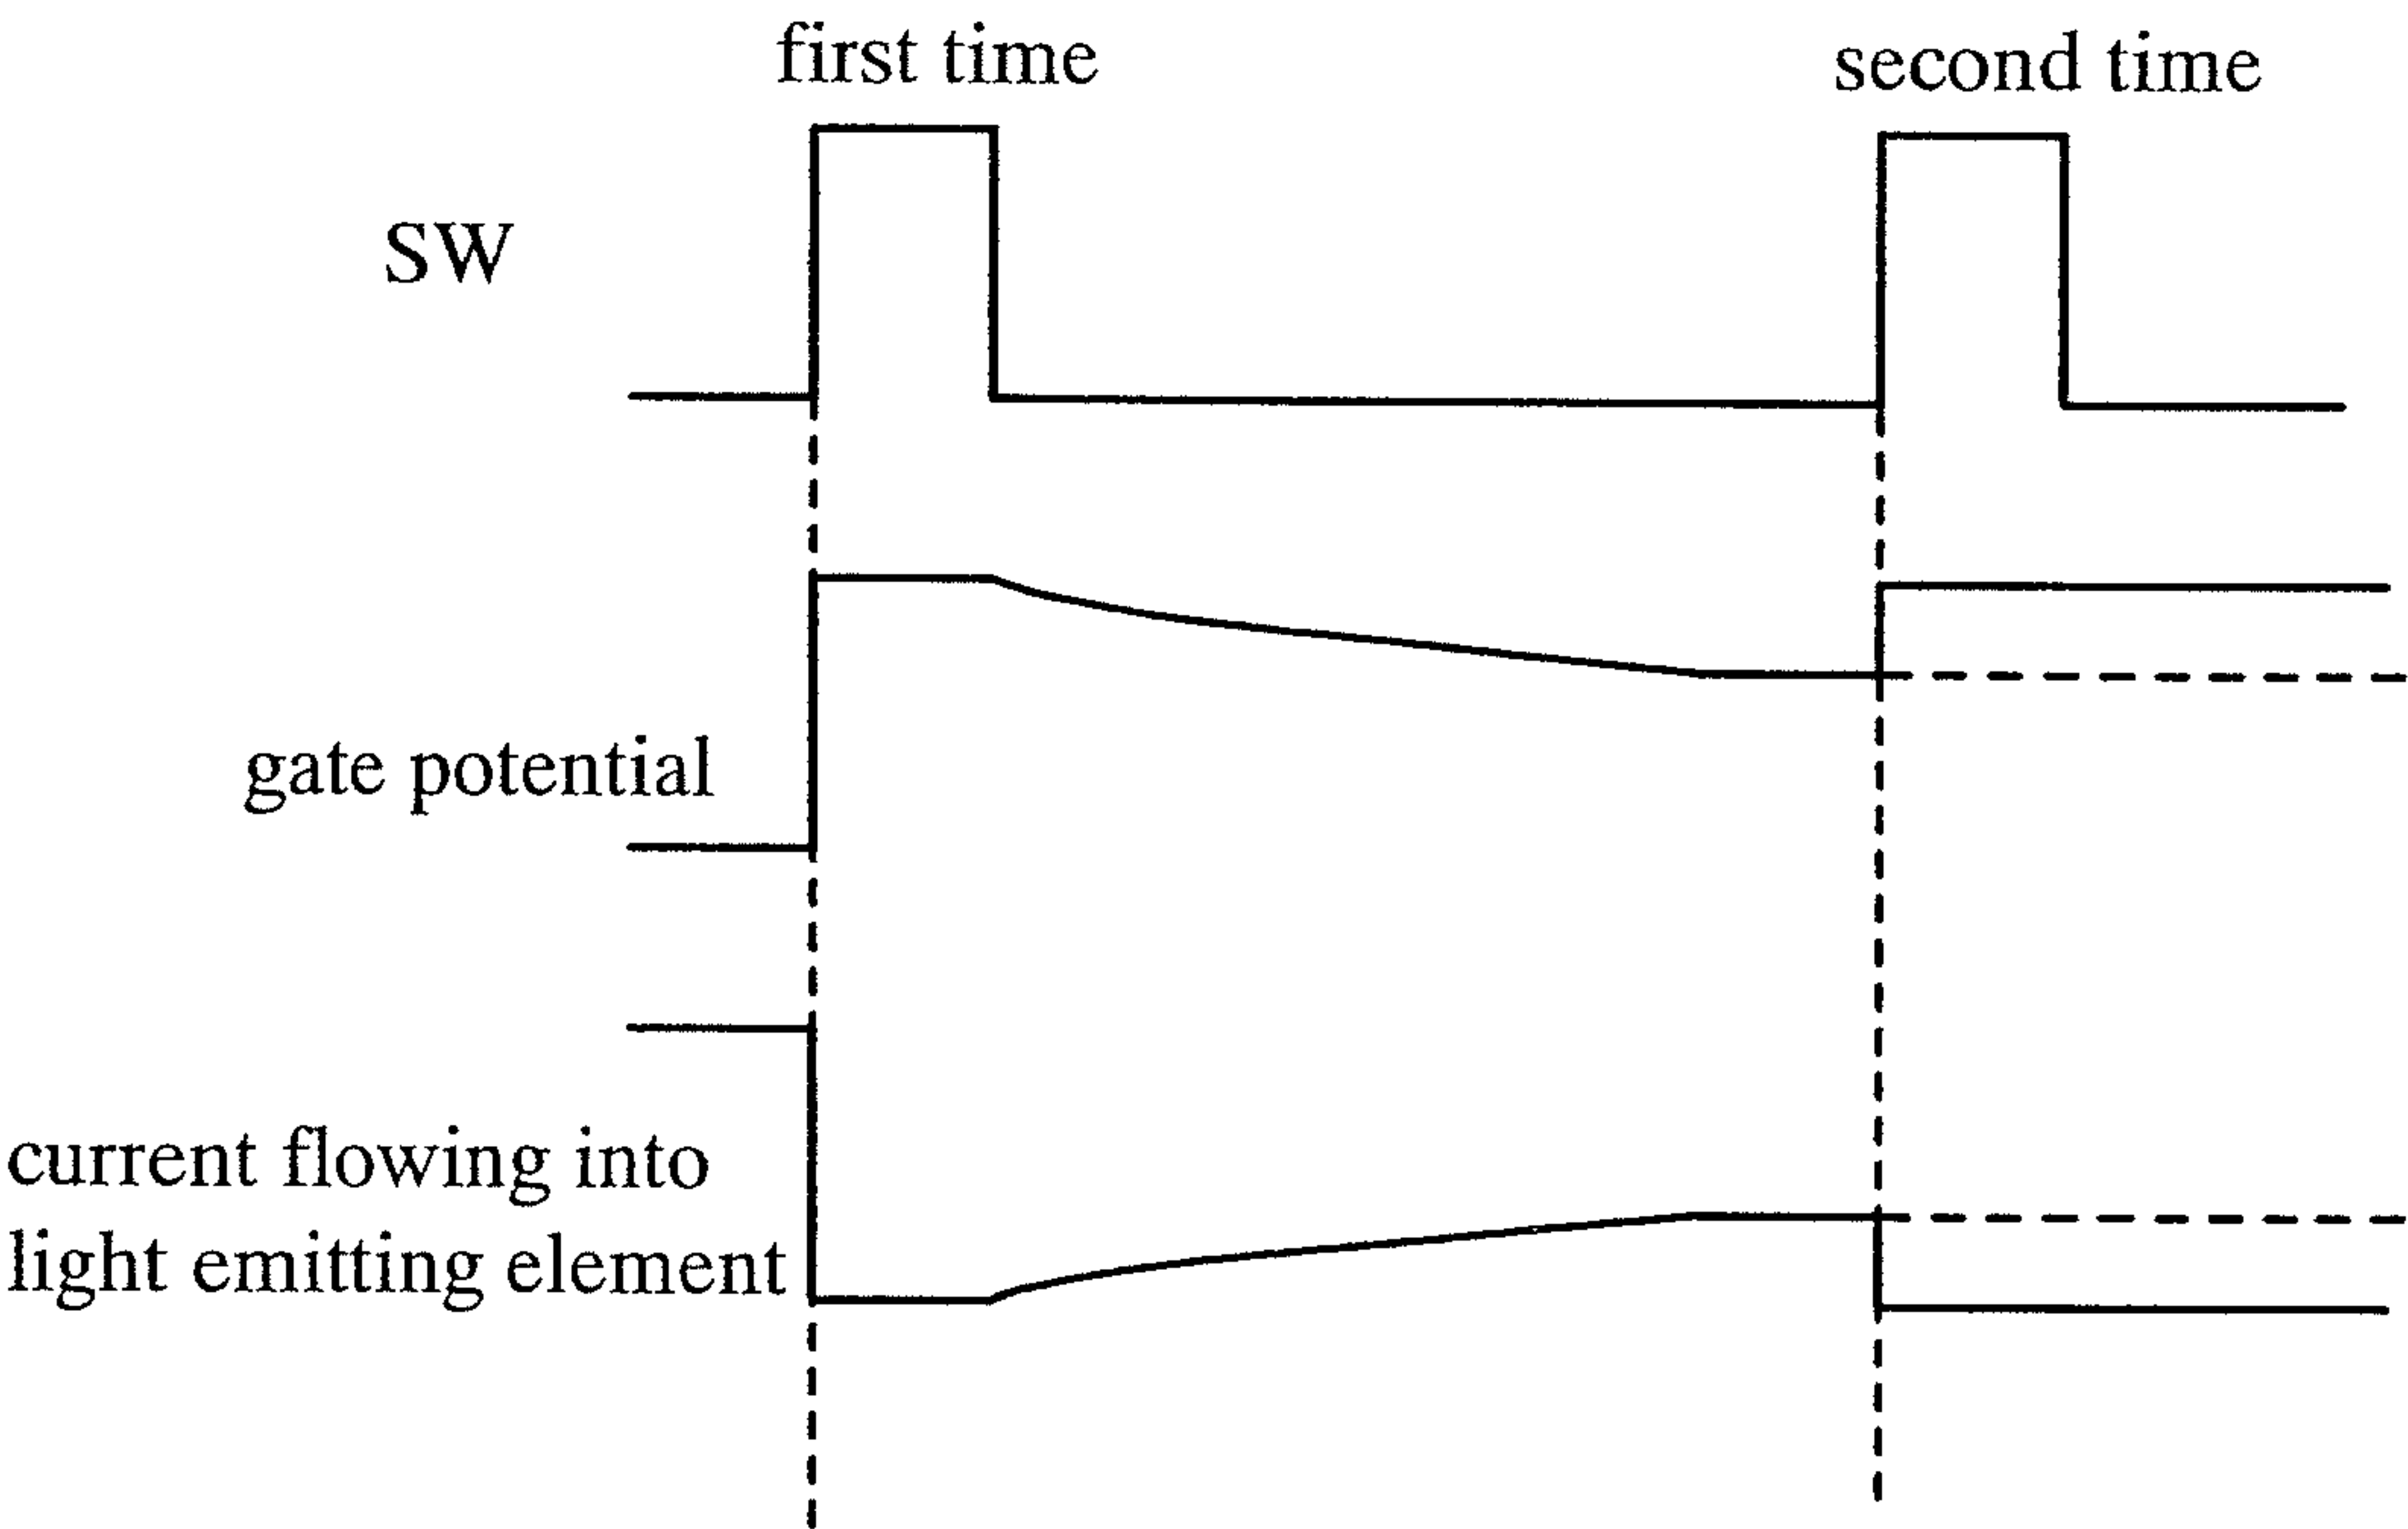 first time
second time
SW
gate potential
current flowing into
light emitting element